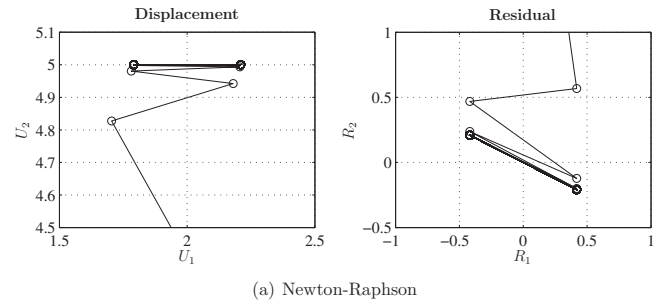 Displacement
5.1
5
4.9
4.8
4.7
4.6
4.5
U2
1.5
2
2.5
U1
Residual
1
0.5
0
−0.5
R2
−1
−0.5
0
0.5
1
R1
(a) Newton-Raphson